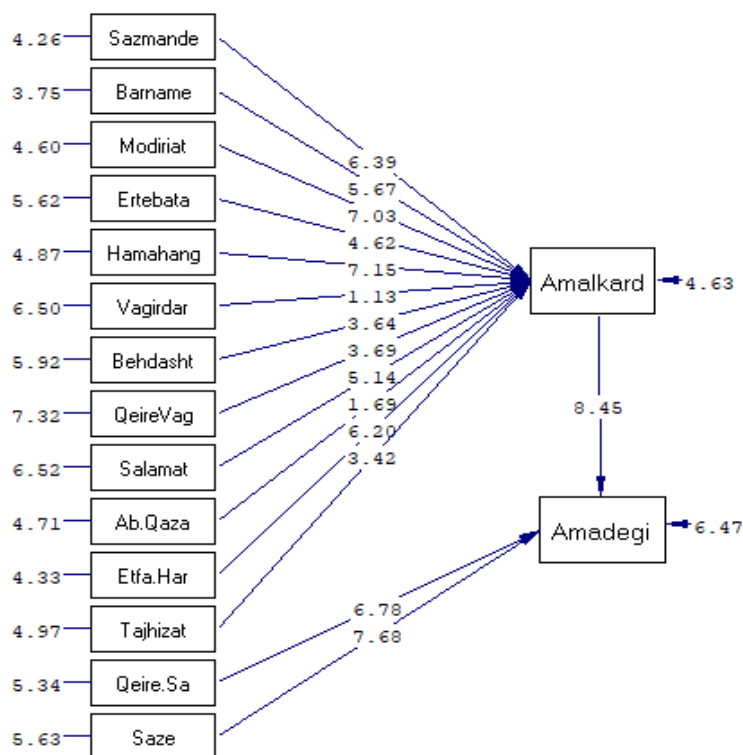 4.26 Sazmande
3.75 Barname
4.60 Modiriat
6.39
5.67
5.62 Ertebata
7.03
4.62
4.87 Hamahang
7.15
Amalkard 4.63
6.50 Vagirdar
1.13
3.64
5.92 Behdasht
3.69
5.14
7.32 QeireVag
1.69
8.45
6.20
6.52 Salamat
3.42
4.71 Ab.Qaza
Amadegi 6.47
4.33 Etfa.Har
6.78
4.97 Tajhizat
7.68
5.34 Qeire.Sa
5.63 Saze